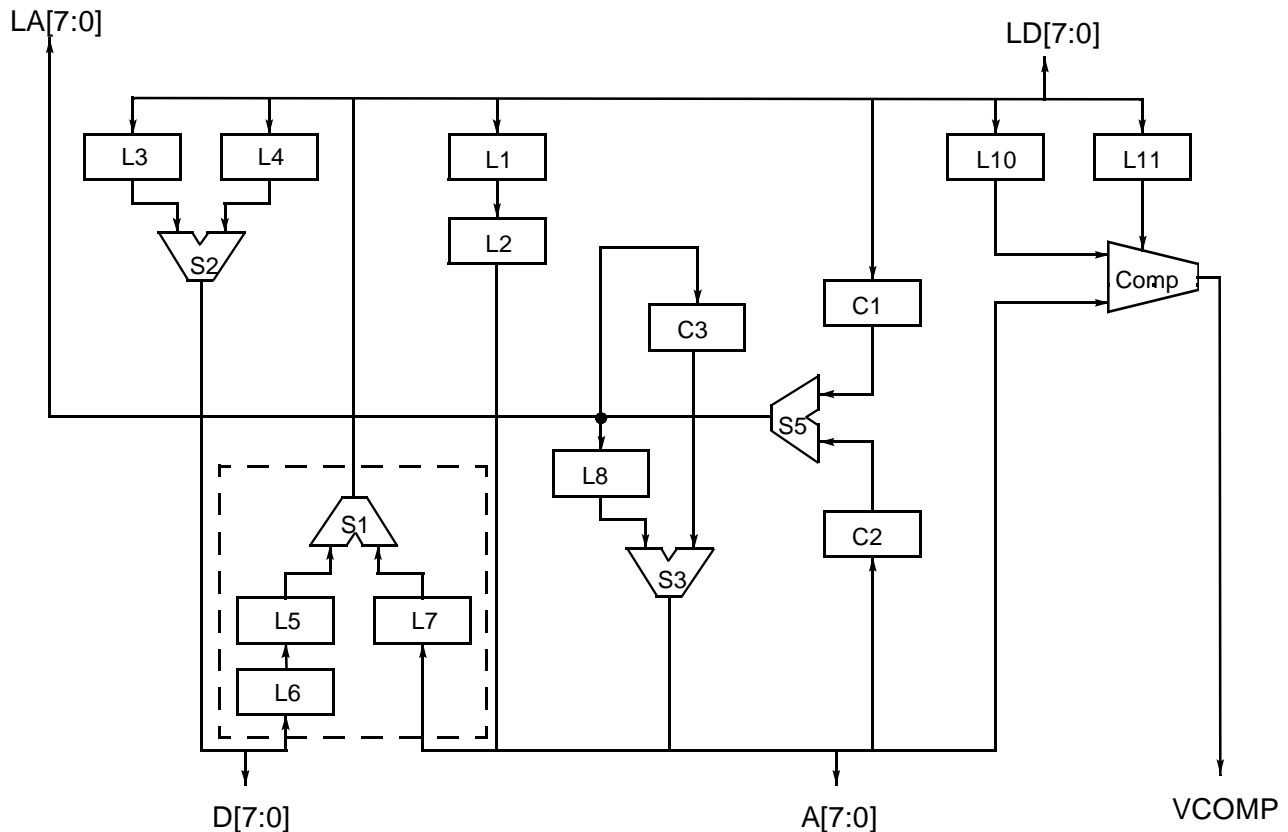 LA[7:0]
LD[7:0]
L3
L4
L1
L10
L11
L2
S2
Comp
C1
C3
S5
L8
S1
C2
S3
L5
L7
L6
D[7:0]
A[7:0]
VCOMP